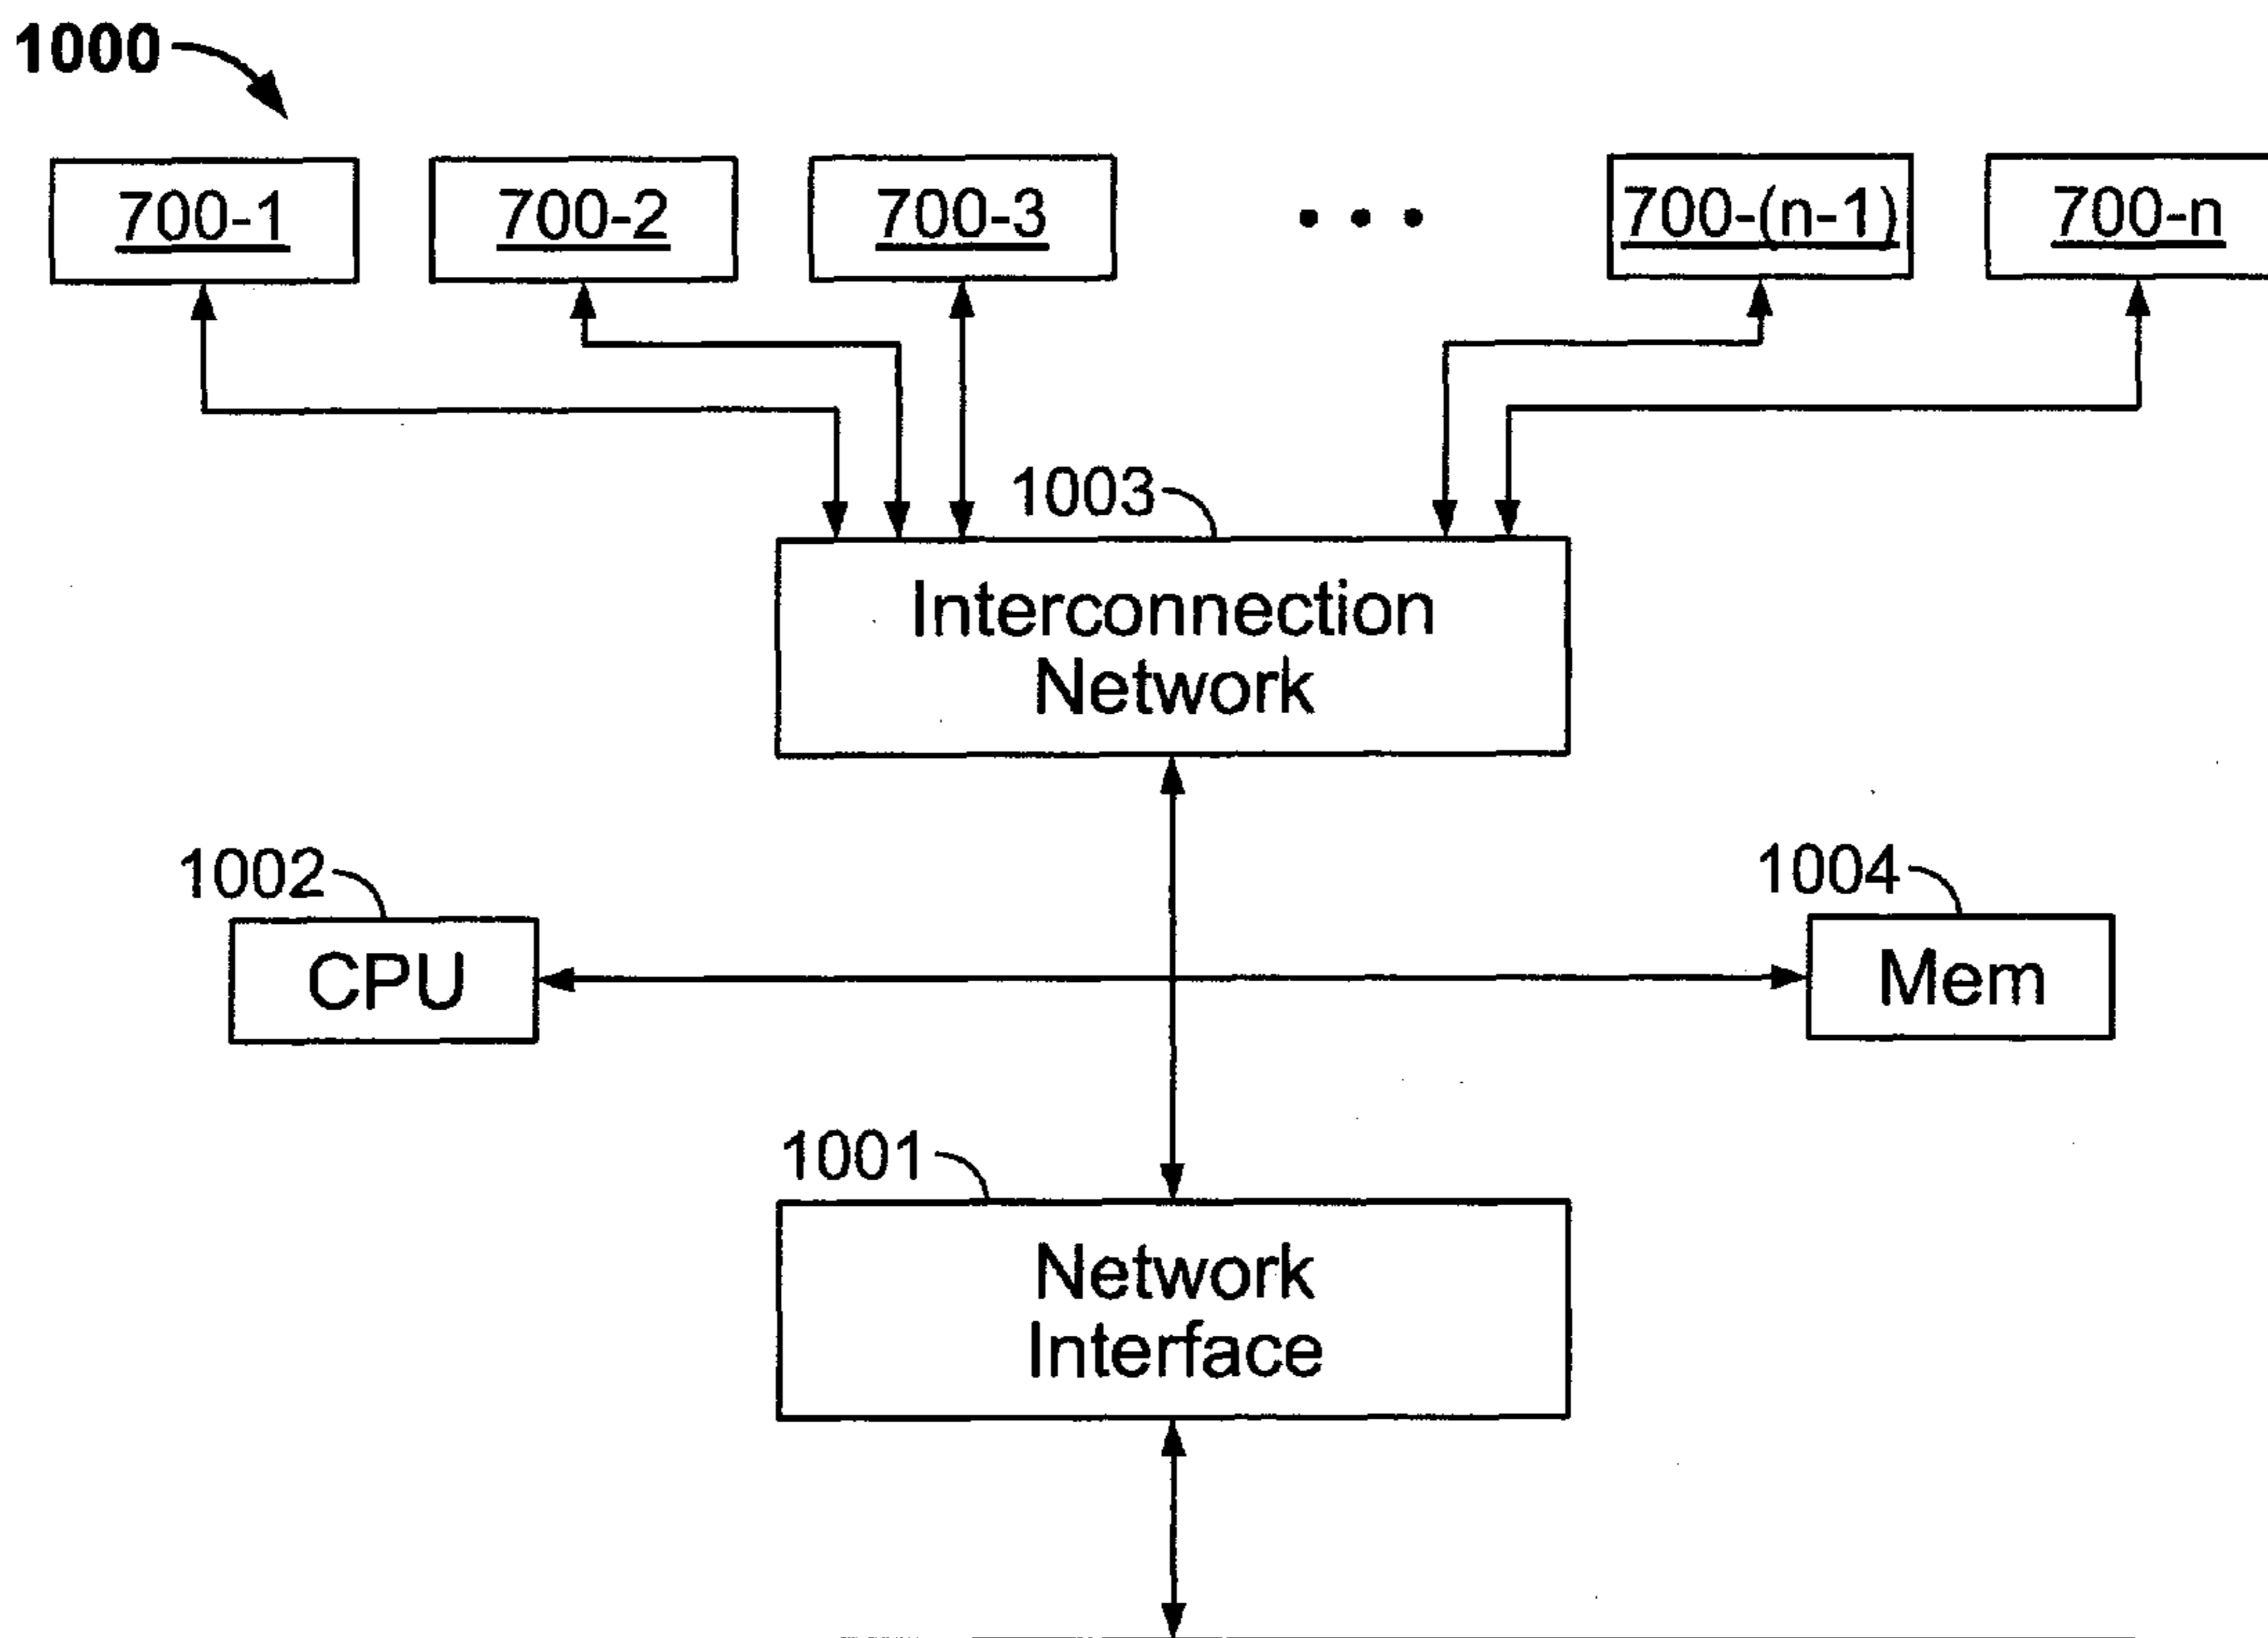 1000
700-1 700-2 700-3 • • • 700-(n-1) 700-n
1003
Interconnection
Network
1002
1004
CPU
Mem
1001
Network
Interface